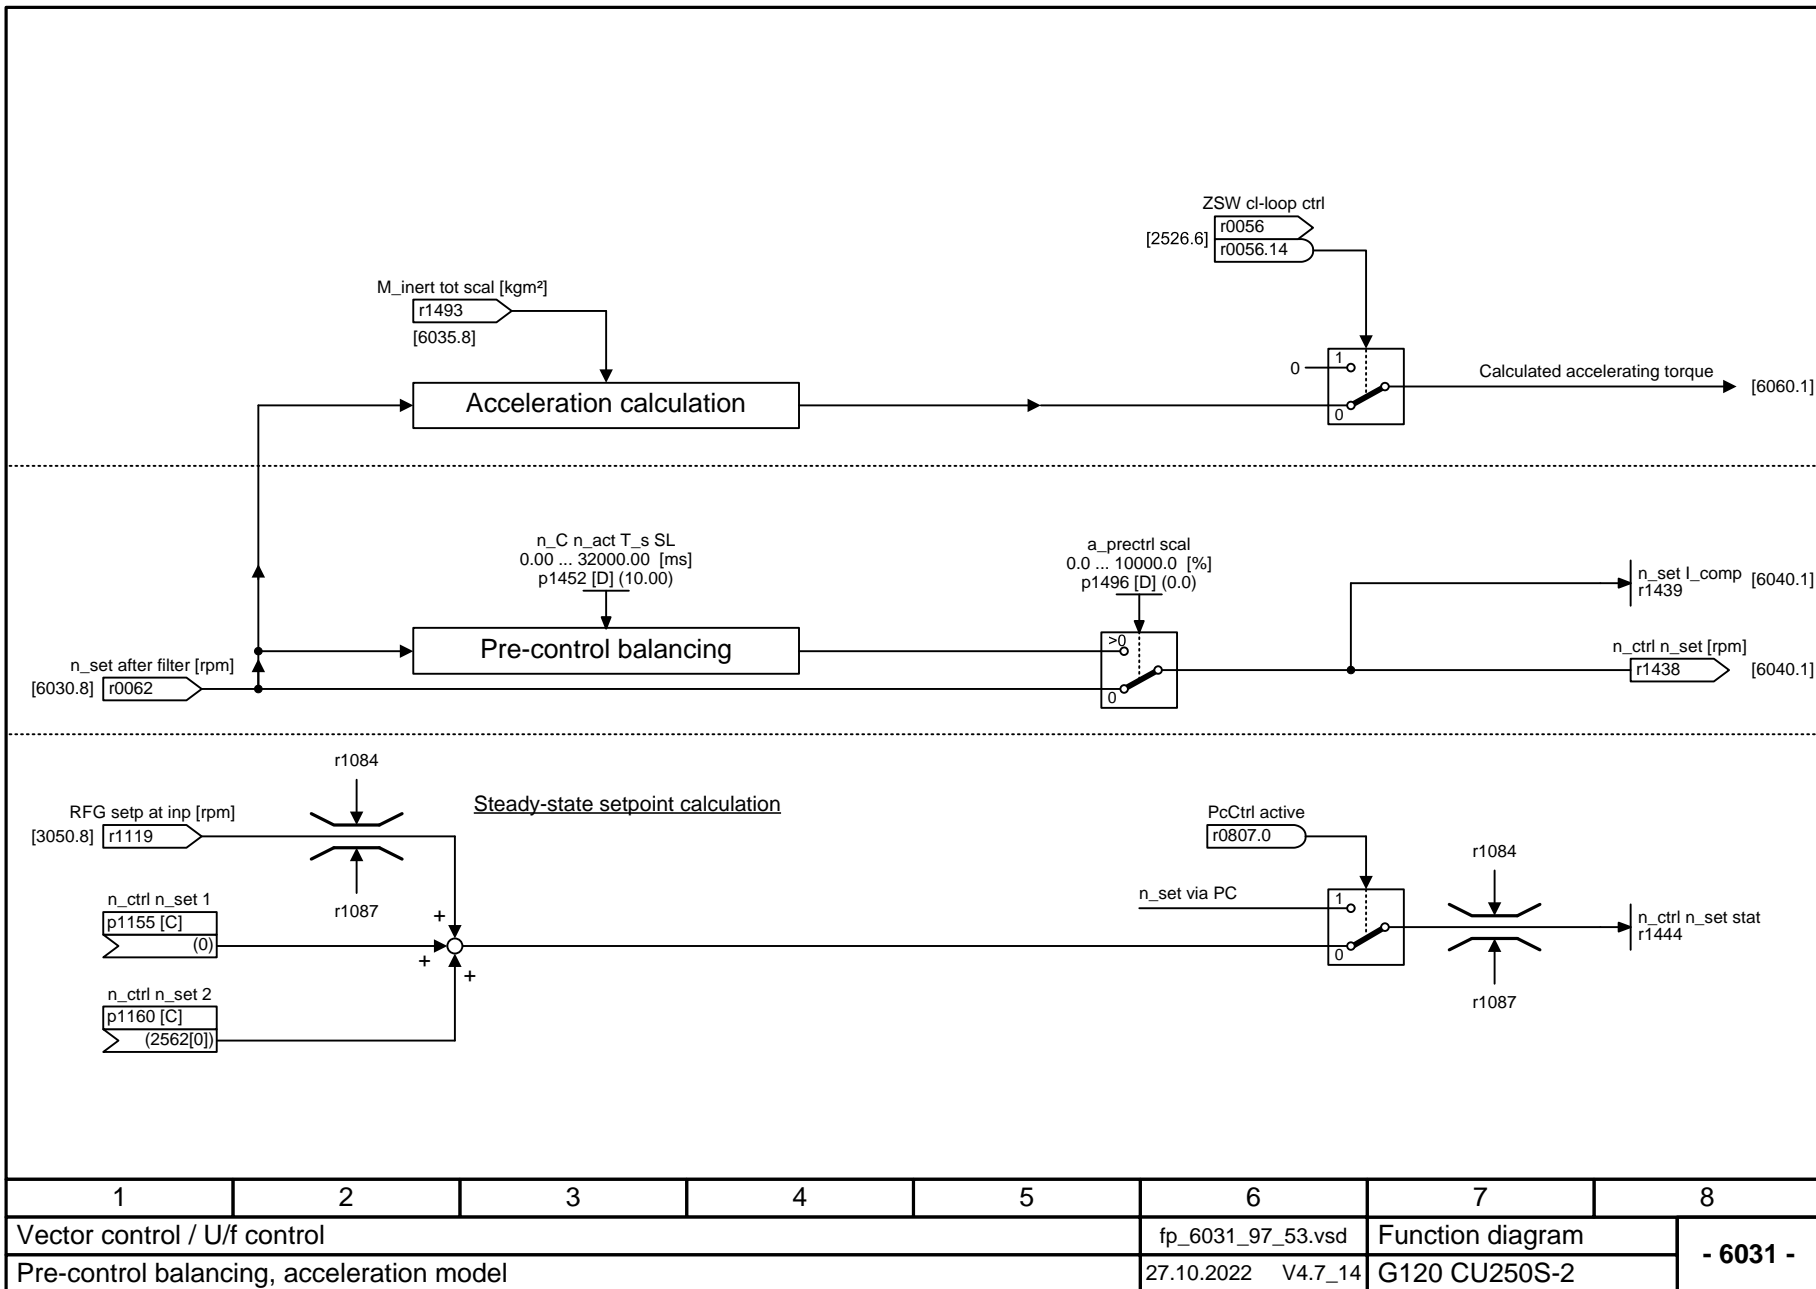 ZSW cl-loop ctrl
r0056
[2526.6]
r0056.14
M_inert tot scal [kgm²]
r1493
[6035.8]
1
0
0
Calculated accelerating torque
[6060.1]
Acceleration calculation
n_C n_act T_s SL
0.00 ... 32000.00 [ms]
p1452 [D] (10.00)
a_prectrl scal
0.0 ... 10000.0 [%]
p1496 [D] (0.0)
n_set I_comp [6040.1]
r1439
Pre-control balancing
>0
0
n_set after filter [rpm]
[6030.8] r0062
n_ctrl n_set [rpm]
r1438 [6040.1]
r1084
Steady-state setpoint calculation
RFG setp at inp [rpm]
[3050.8] r1119
r1087
PcCtrl active
r0807.0
r1084
n_ctrl n_set 1
p1155 [C]
(0)
n_set via PC
1
0
n_ctrl n_set stat
r1444
+
+
+
n_ctrl n_set 2
p1160 [C]
(2562[0])
r1087
1 2 3 4 5 6 7 8
Vector control / U/f control
fp_6031_97_53.vsd
Function diagram
- 6031 -
Pre-control balancing, acceleration model
27.10.2022 V4.7_14
G120 CU250S-2